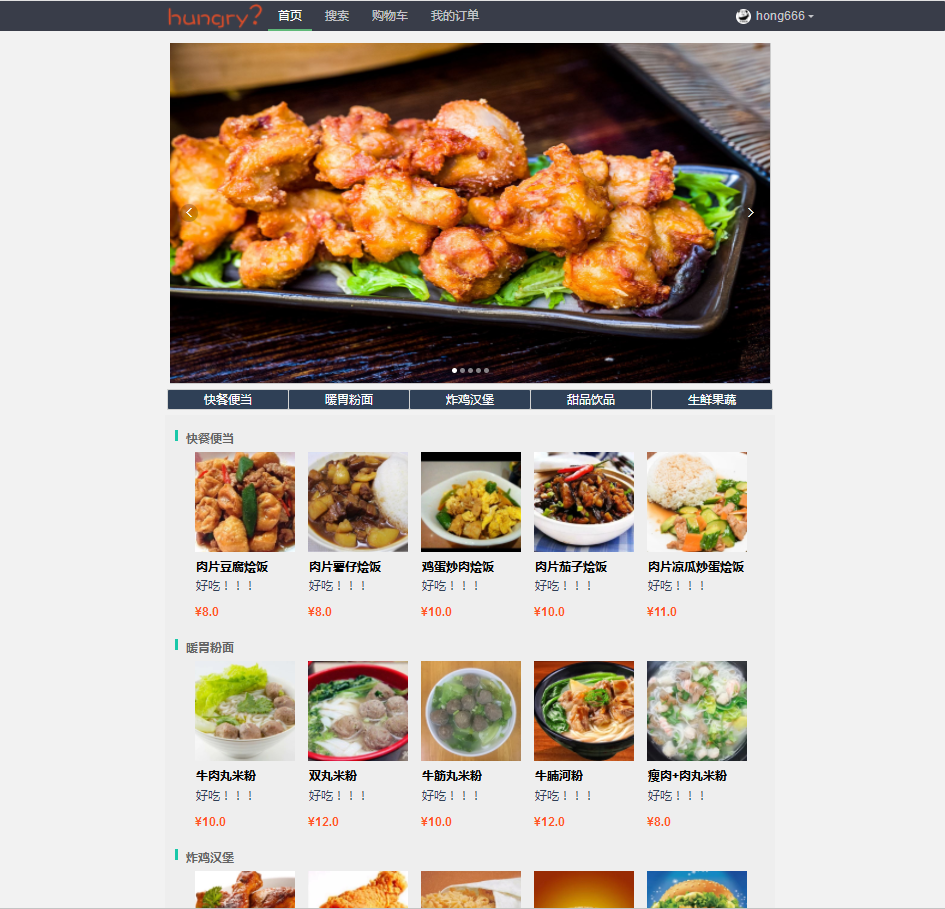 hungry? 首页 搜索 购物车 我的订单 hong666
快餐便当 暖胃粉面 炸鸡汉堡 甜品饮品 生鲜果蔬
快餐便当
肉片豆腐烩饭 肉片薯仔烩饭 鸡蛋炒肉烩饭 肉片茄子烩饭 肉片凉瓜炒蛋烩饭
好吃！！！ 好吃！！！ 好吃！！！ 好吃！！！ 好吃！！！
¥8.0 ¥8.0 ¥10.0 ¥10.0 ¥11.0
暖胃粉面
牛肉丸米粉 双丸米粉 牛筋丸米粉 牛腩河粉 瘦肉+肉丸米粉
好吃！！！ 好吃！！！ 好吃！！！ 好吃！！！ 好吃！！！
¥10.0 ¥12.0 ¥10.0 ¥12.0 ¥8.0
炸鸡汉堡